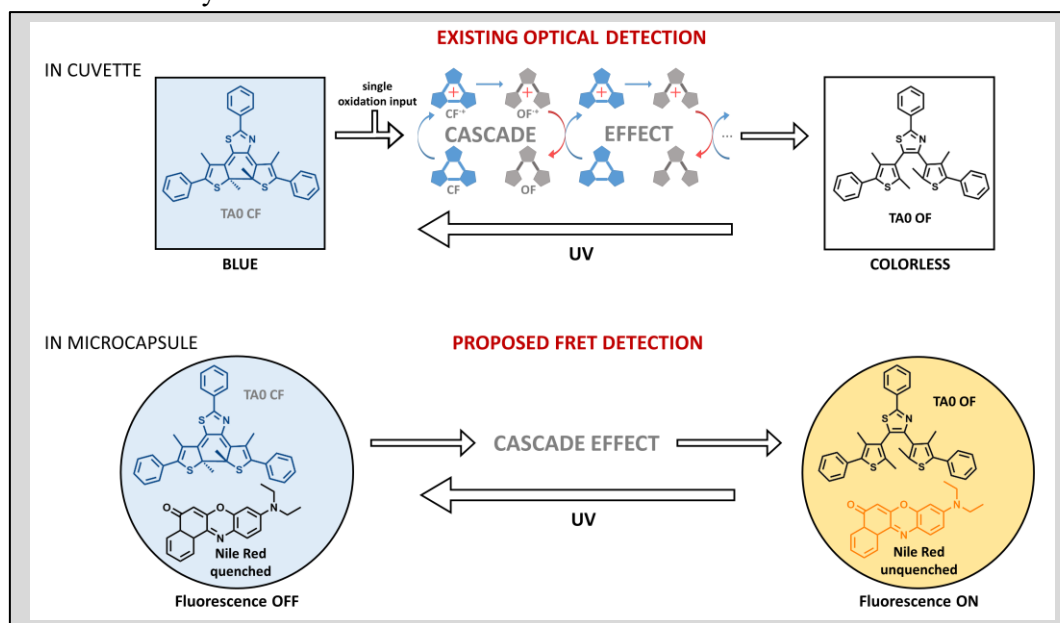 EXISTING OPTICAL DETECTION
IN CUVETTE
single
oxidation input
CF·+
OF·+
CASCADE
EFFECT
...
CF
OF
S
N
S
S
TA0 CF
BLUE
UV
S
N
S
S
TA0 OF
COLORLESS
IN MICROCAPSULE
PROPOSED FRET DETECTION
TA0 CF
S
N
S
S
O
O
N
N
Nile Red
quenched
Fluorescence OFF
CASCADE EFFECT
UV
TA0 OF
S
N
S
S
O
O
N
N
Nile Red
unquenched
Fluorescence ON